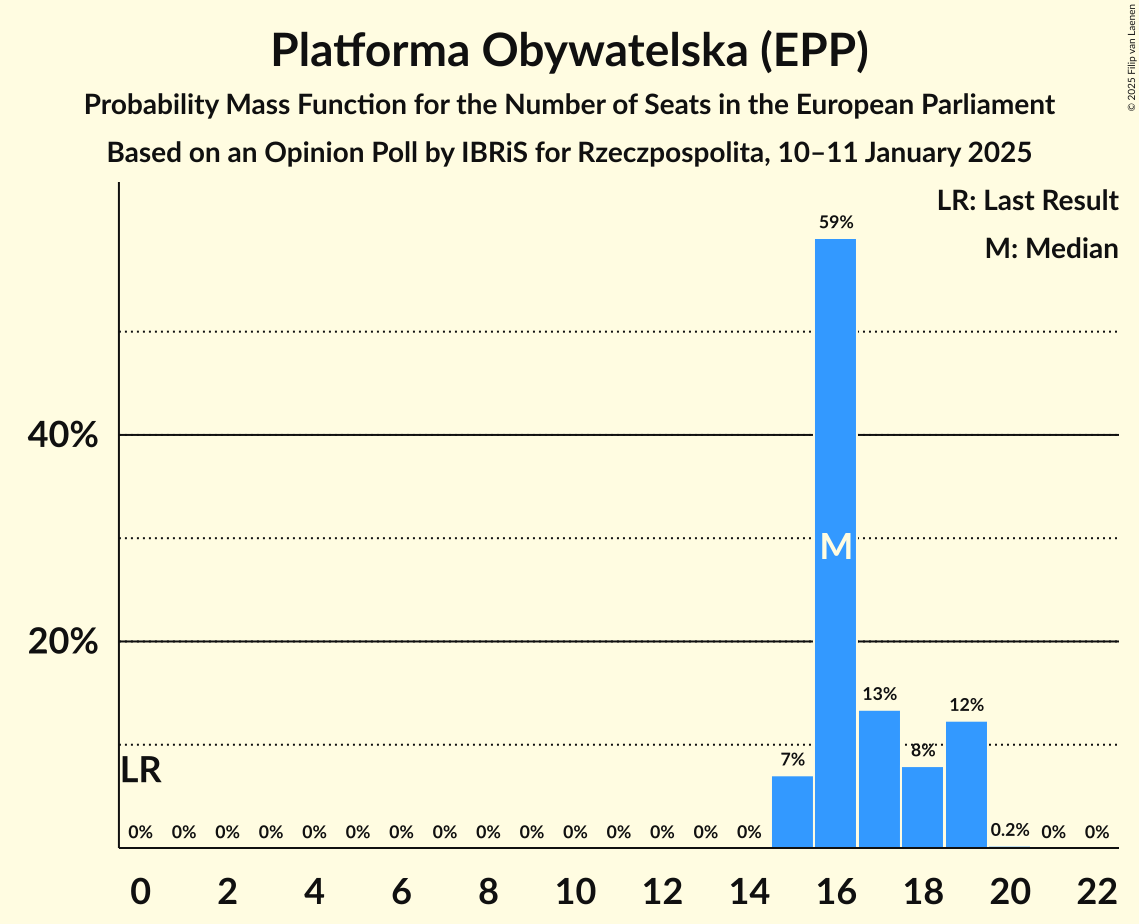 Platforma Obywatelska (EPP)
Probability Mass Function for the Number of Seats in the European Parliament
Based on an Opinion Poll by IBRiS for Rzeczpospolita, 10–11 January 2025
© 2025 Filip van Laenen
LR: Last Result
M: Median
59%
40%
M
20%
13%
12%
8%
7%
LR
0% 0% 0% 0% 0% 0% 0% 0% 0% 0% 0% 0% 0% 0% 0% 0.2% 0% 0%
0 2 4 6 8 10 12 14 16 18 20 22